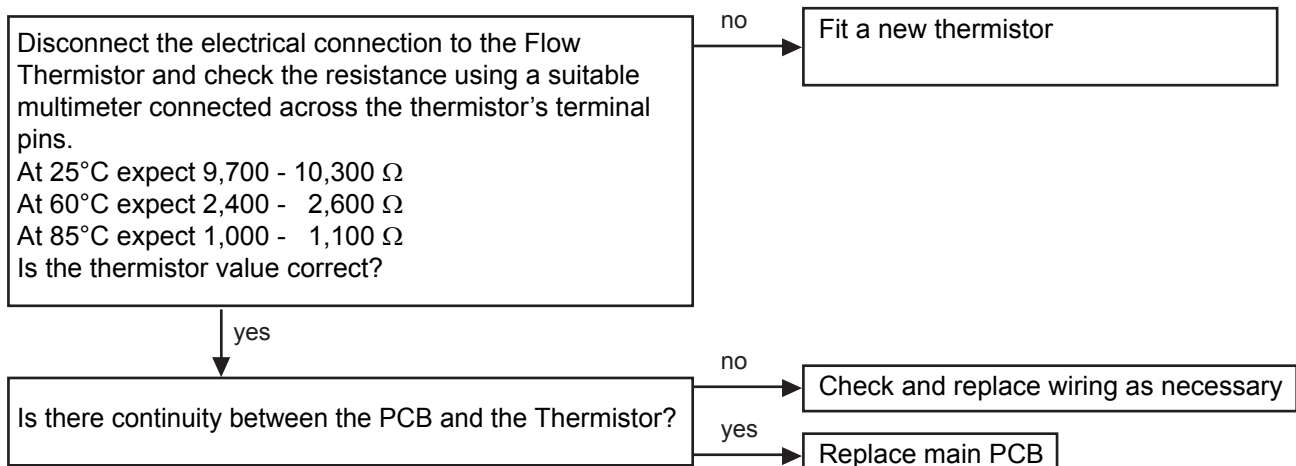 Disconnect the electrical connection to the Flow
Thermistor and check the resistance using a suitable
multimeter connected across the thermistor’s terminal
pins.
At 25°C expect 9,700 - 10,300 Ω
At 60°C expect 2,400 - 2,600 Ω
At 85°C expect 1,000 - 1,100 Ω
Is the thermistor value correct?
no
Fit a new thermistor
yes
Is there continuity between the PCB and the Thermistor?
no
Check and replace wiring as necessary
yes
Replace main PCB